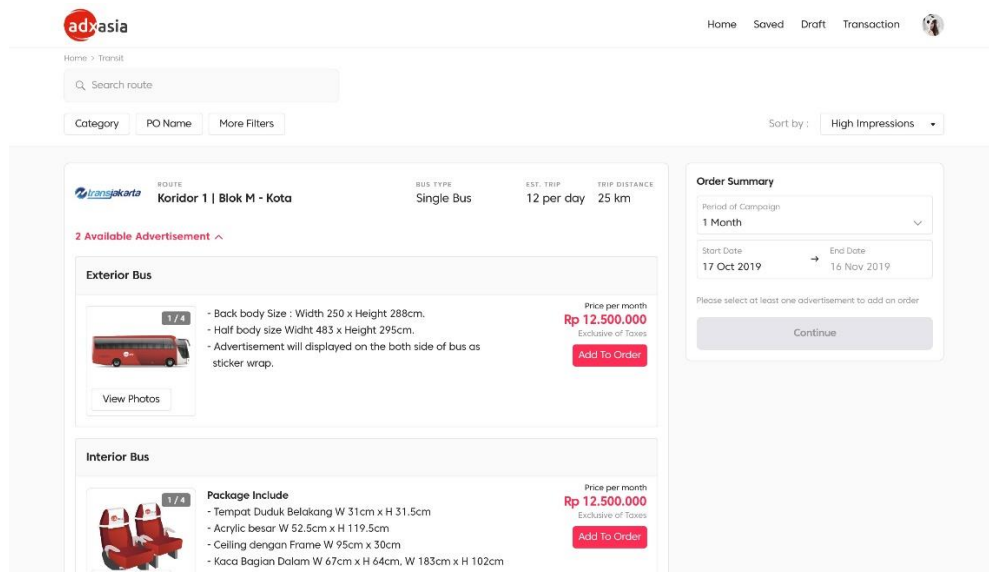 adxasia
Home Saved Draft Transaction
Home > Transit
Search route
Category PO Name More Filters
Sort by : High Impressions
transjakarta
ROUTE
Koridor 1 | Blok M - Kota
BUS TYPE
Single Bus
EST. TRIP
12 per day
TRIP DISTANCE
25 km
2 Available Advertisement
Exterior Bus
1 / 4
View Photos
- Back body Size : Width 250 x Height 288cm.
- Half body size Widht 483 x Height 295cm.
- Advertisement will displayed on the both side of bus as
sticker wrap.
Price per month
Rp 12.500.000
Exclusive of Taxes
Add To Order
Interior Bus
1 / 4
Package Include
- Tempat Duduk Belakang W 31cm x H 31.5cm
- Acrylic besar W 52.5cm x H 119.5cm
- Ceiling dengan Frame W 95cm x 30cm
- Kaca Bagian Dalam W 67cm x H 64cm, W 183cm x H 102cm
Price per month
Rp 12.500.000
Exclusive of Taxes
Add To Order
Order Summary
Period of Campaign
1 Month
Start Date
17 Oct 2019
End Date
16 Nov 2019
Please select at least one advertisement to add on order
Continue